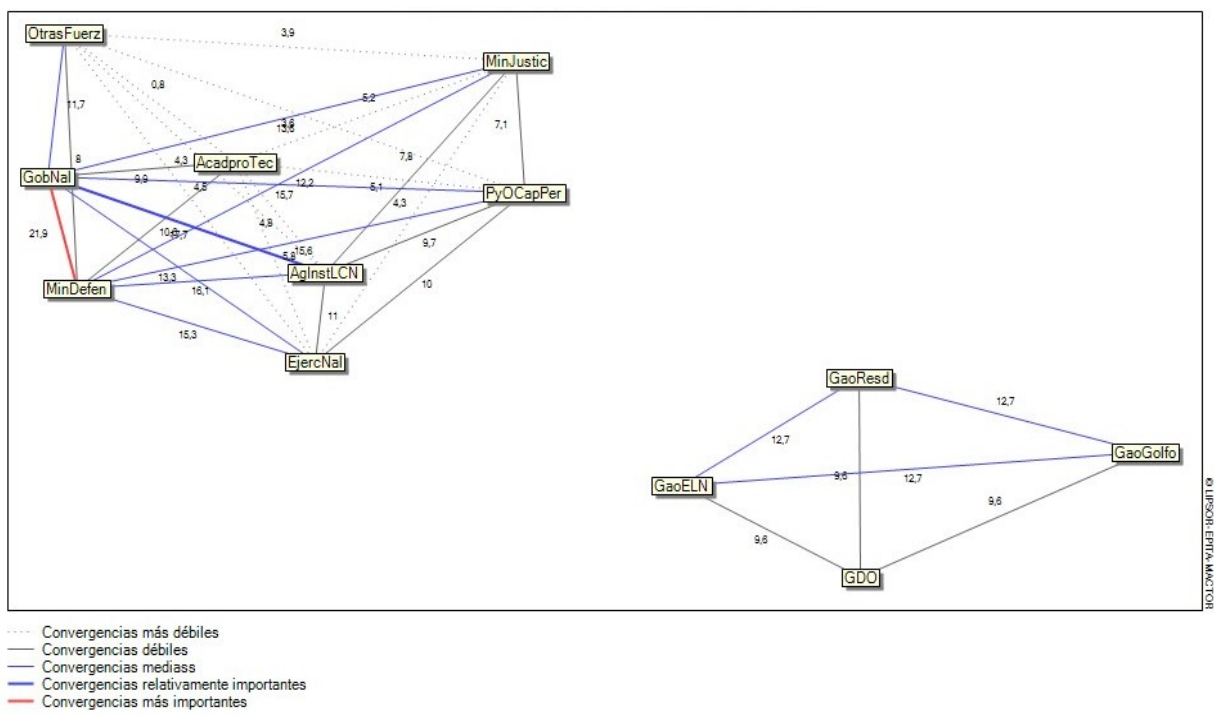 OtrasFuerz
3,9
MinJustic
0,8
5,2
11,7
13,6
7,1
8
4,3
AcadproTec
7,8
GobNal
9,9
4,5
12,2
5,1
15,7
PyOCapPer
4,3
4,8
21,9
9,7
15,6
5,8
AgInstLCN
13,3
MinDefen
16,1
10
11
15,3
EjercNal
GaoResd
12,7
12,7
GaoGolfo
9,6
12,7
GaoELN
9,6
9,6
GDO
© LIPSOR-EPITA-MACTOR
Convergencias más débiles
Convergencias débiles
Convergencias mediass
Convergencias relativamente importantes
Convergencias más importantes